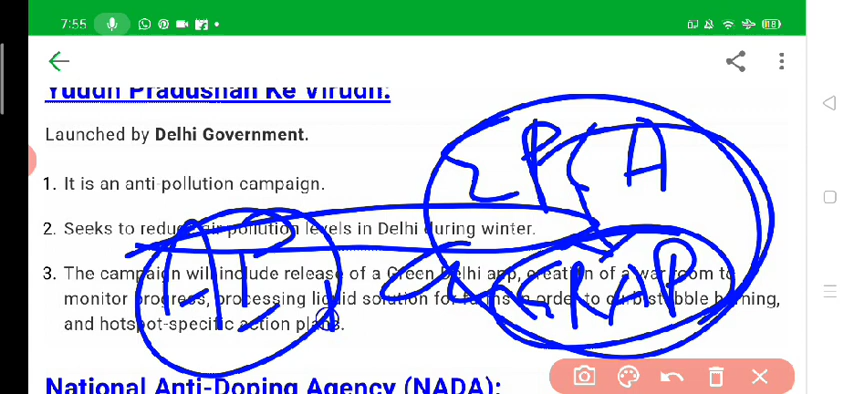 7:55
Yuddh Pradushan Ke Virudh:
EPCA
Launched by Delhi Government.
1. It is an anti-pollution campaign.
2. Seeks to reduce air pollution levels in Delhi during winter.
3. The campaign will include release of a Green Delhi app, creation of a war room to
monitor progress, processing liquid solution for farms in order to curb stubble burning,
and hotspot-specific action plans.
GRAP
National Anti-Doping Agency (NADA):